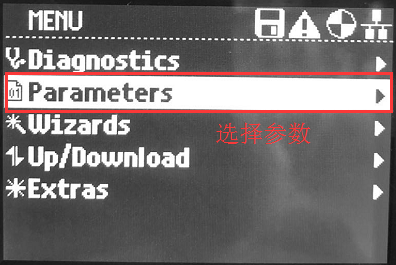 MENU
Diagnostics
Parameters
Wizards
选择参数
Up/Download
Extras